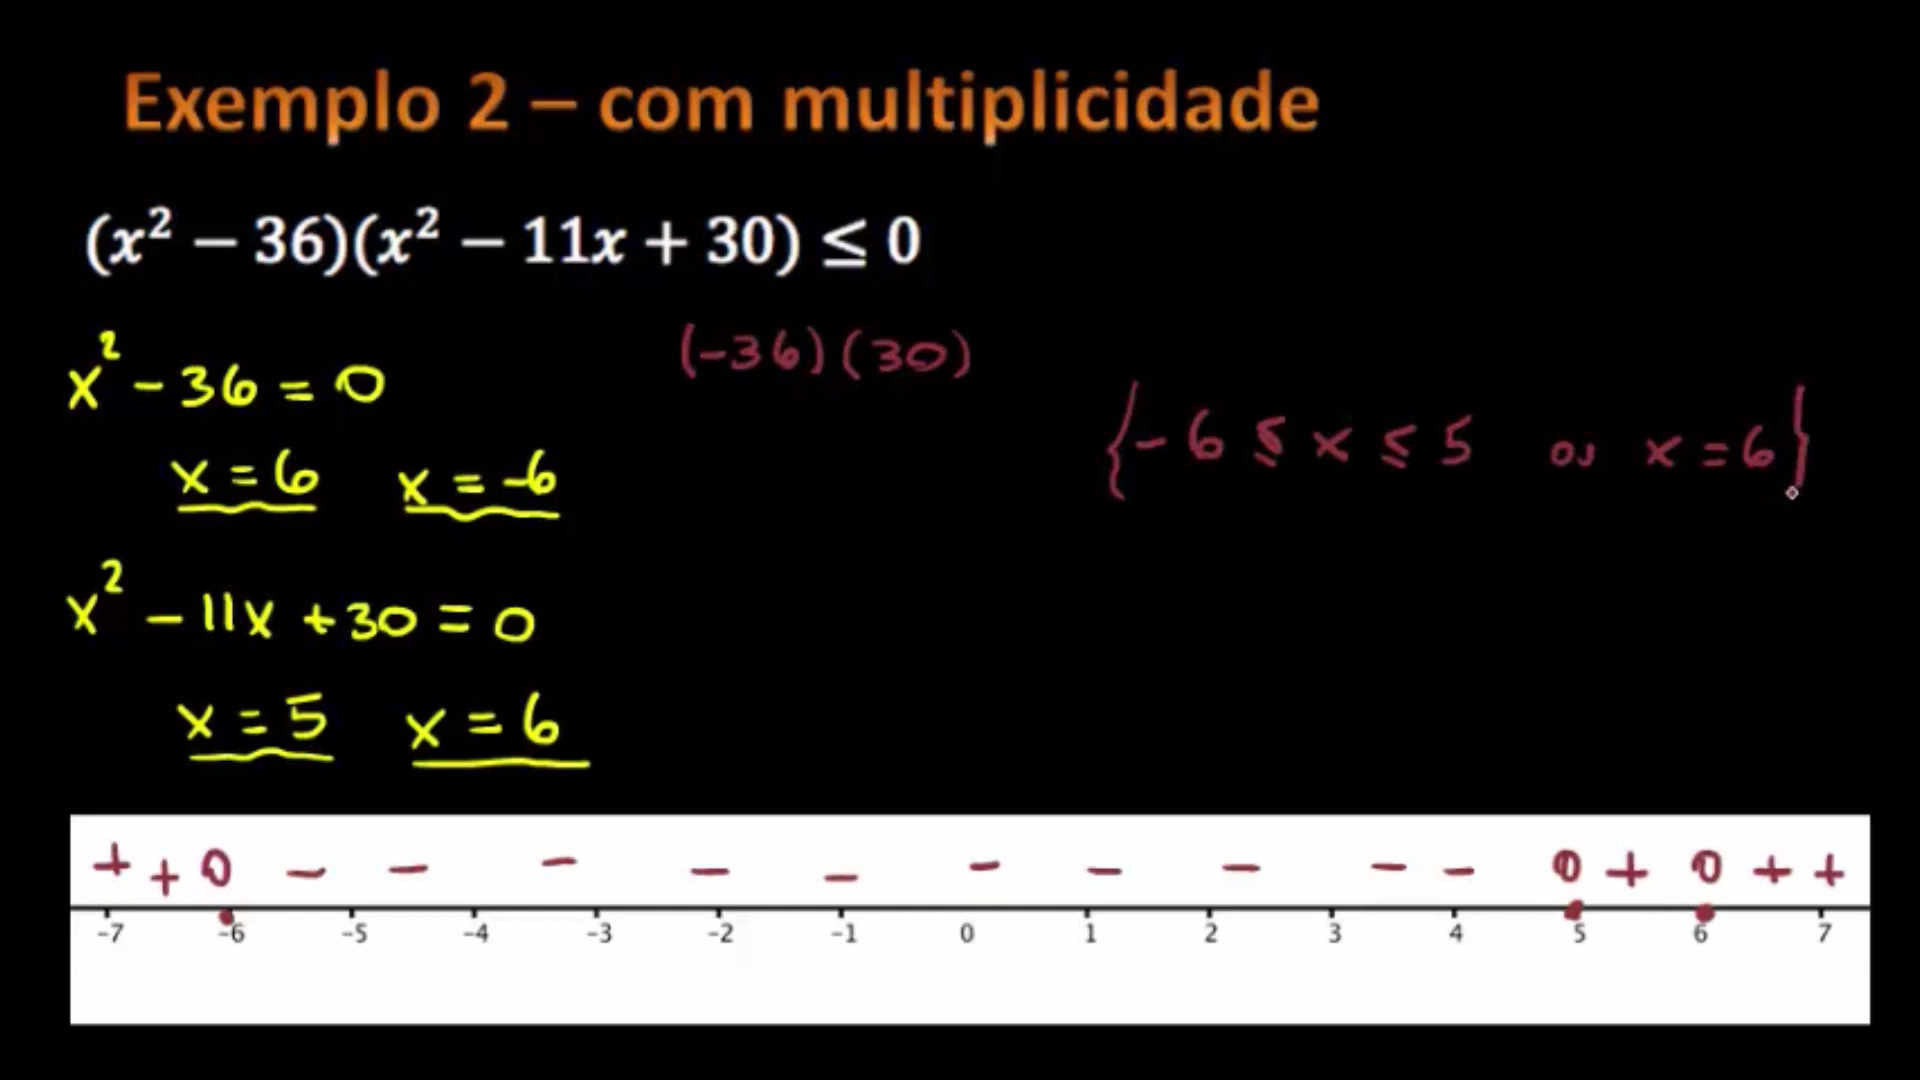 Exemplo 2 – com multiplicidade
(x² − 36)(x² − 11x + 30) ≤ 0
(-36)(30)
x² - 36 = 0
{-6 ≤ x ≤ 5 ou x = 6}
x = 6 x = -6
x² - 11x + 30 = 0
x = 5 x = 6
+ + 0 - - - - - - - - - - 0 + 0 + +
-7 -6 -5 -4 -3 -2 -1 0 1 2 3 4 5 6 7